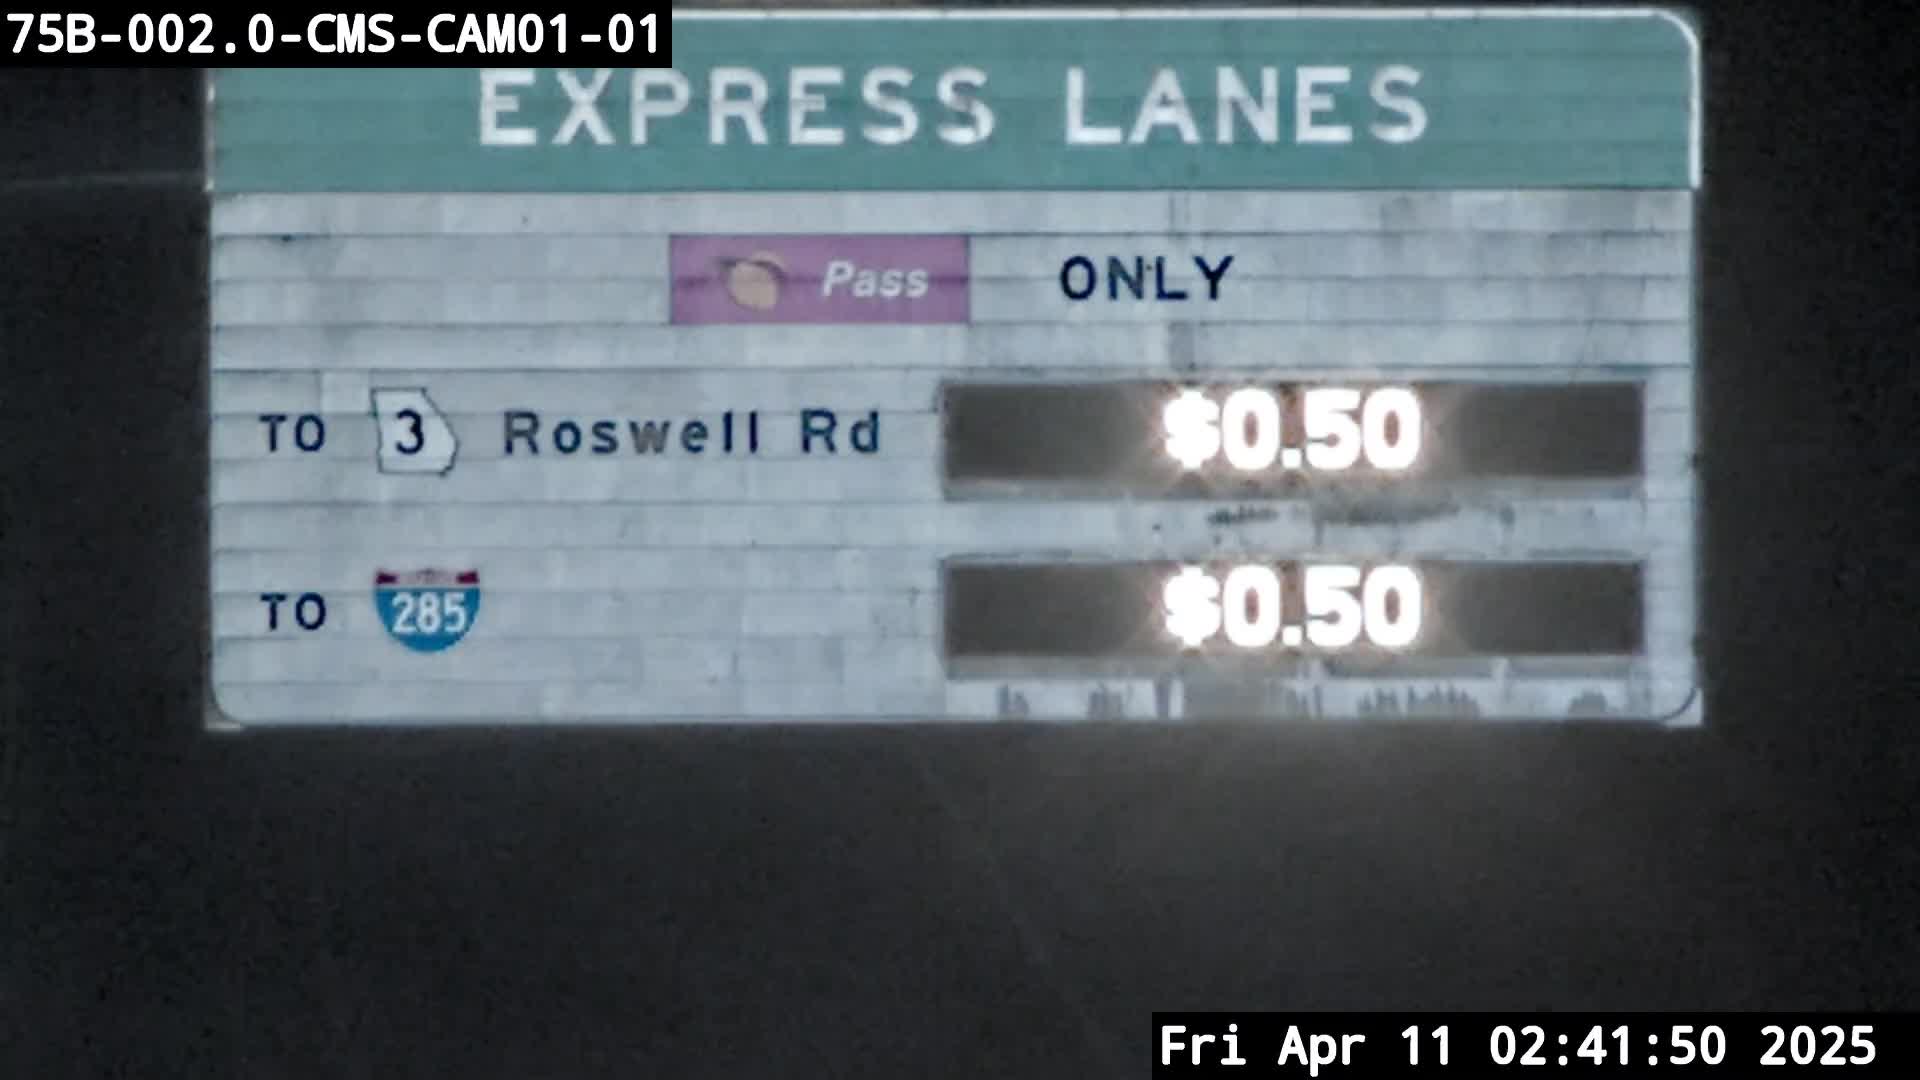 75B-002.0-CMS-CAM01-01
EXPRESS LANES
Pass ONLY
TO 3 Roswell Rd $0.50
TO 285 $0.50
Fri Apr 11 02:41:50 2025